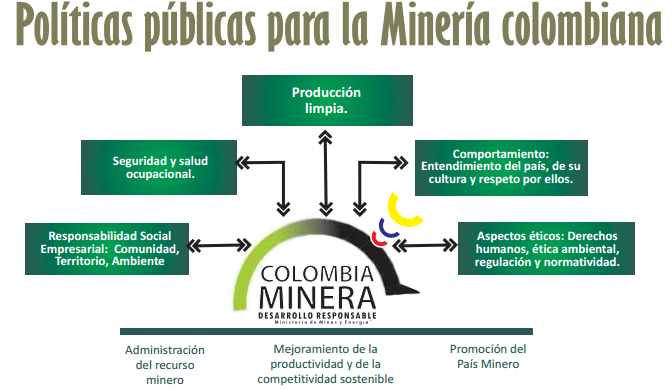 Políticas públicas para la Minería colombiana
Producción
limpia.
Seguridad y salud
ocupacional.
Comportamiento:
Entendimiento del país, de su
cultura y respeto por ellos.
Responsabilidad Social
Empresarial: Comunidad,
Territorio, Ambiente
Aspectos éticos: Derechos
humanos, ética ambiental,
regulación y normatividad.
COLOMBIA
MINERA
DESARROLLO RESPONSABLE
Ministerio de Minas y Energía
Administración
del recurso
minero
Mejoramiento de la
productividad y de la
competitividad sostenible
Promoción del
País Minero